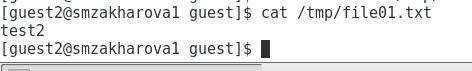 [guest2@smzakharova1 guest]$ cat /tmp/file01.txt
test2
[guest2@smzakharova1 guest]$